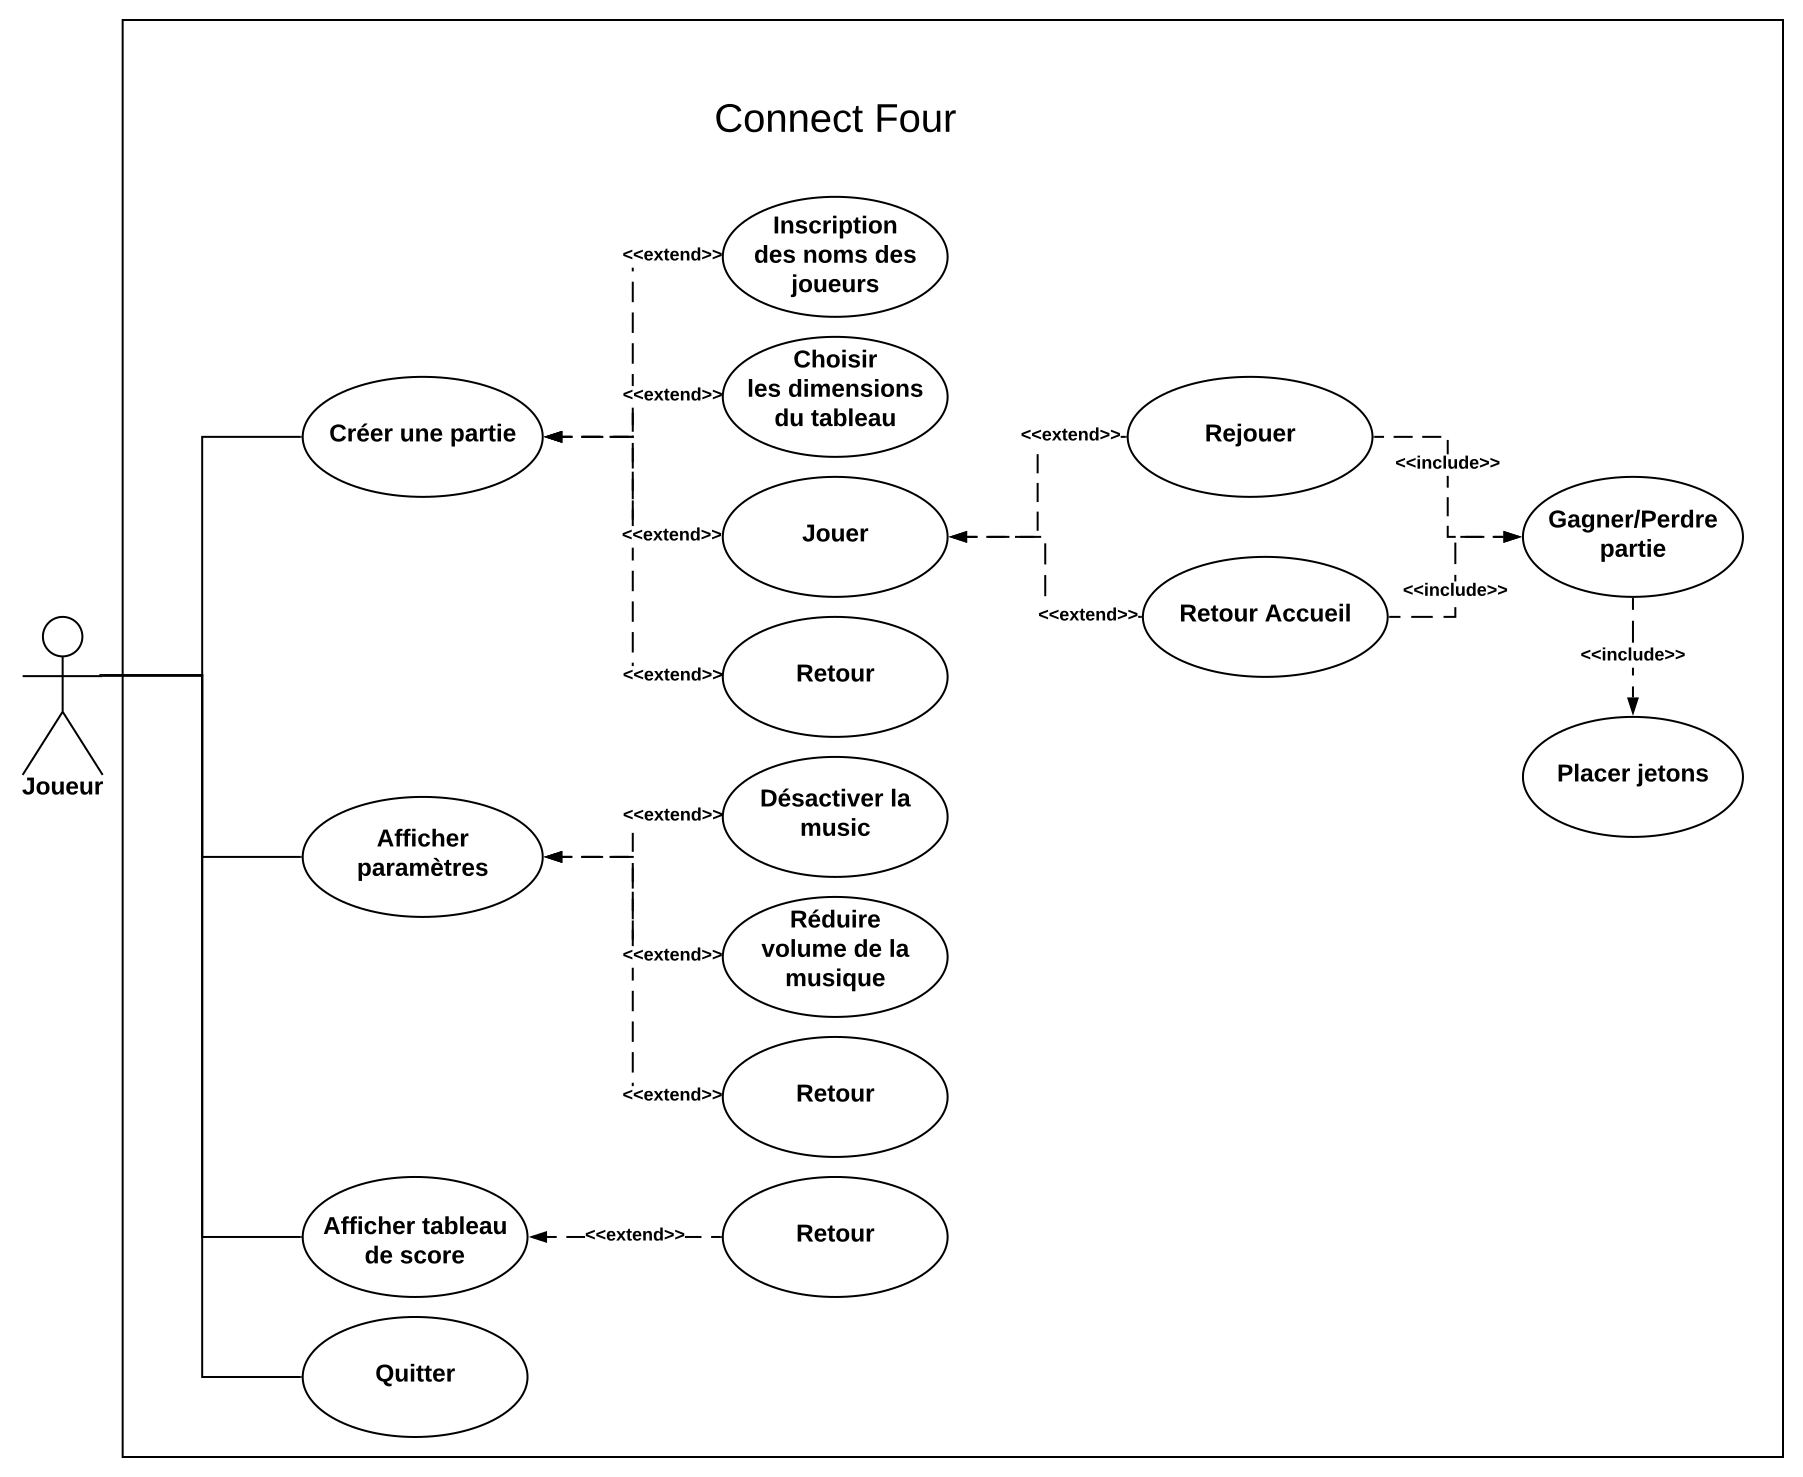 Connect Four
Inscription
des noms des
joueurs
<<extend>>
Choisir
les dimensions
du tableau
<<extend>>
Créer une partie
Jouer
<<extend>>
Rejouer
<<extend>>
<<include>>
Gagner/Perdre
partie
Retour Accueil
<<extend>>
<<include>>
<<include>>
Placer jetons
Retour
<<extend>>
Joueur
Afficher
paramètres
Désactiver la
music
<<extend>>
Réduire
volume de la
musique
<<extend>>
Retour
<<extend>>
Afficher tableau
de score
<<extend>>
Retour
Quitter